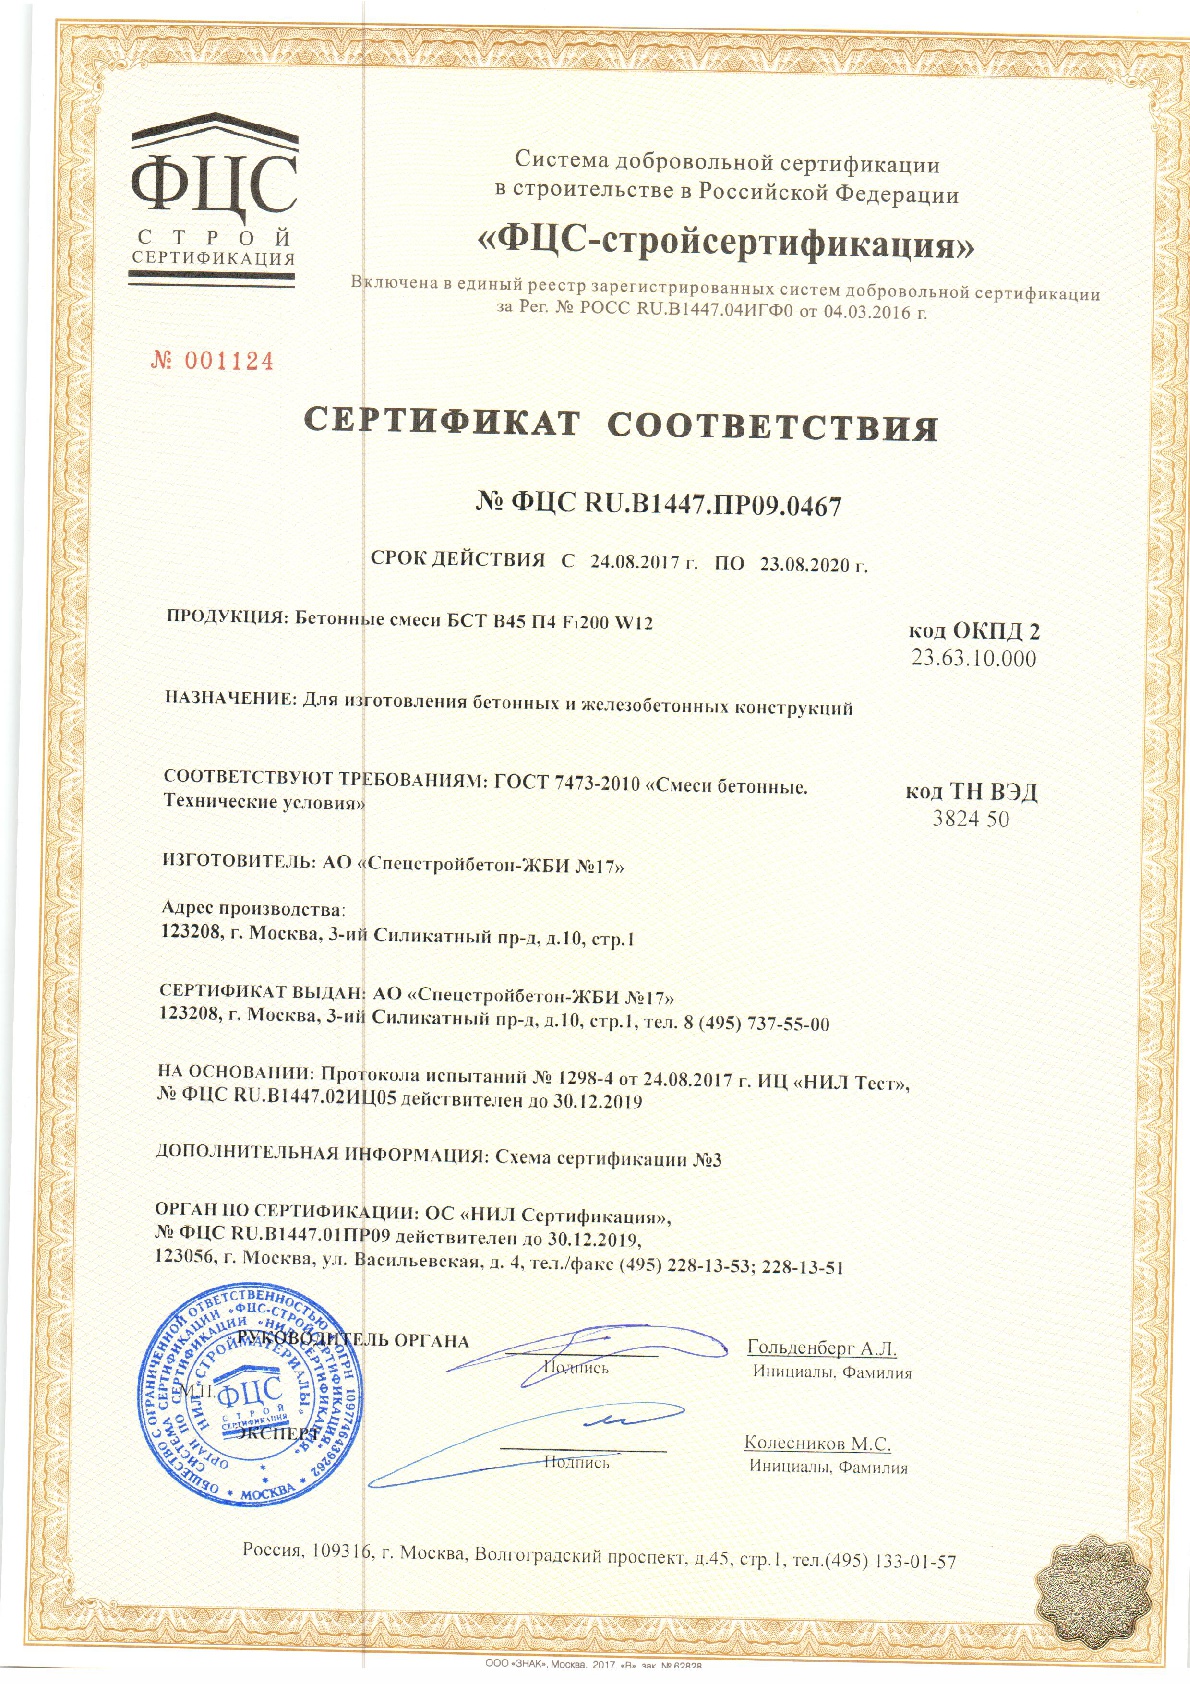 ФЦС
СТРОЙ
СЕРТИФИКАЦИЯ
Система добровольной сертификации
в строительстве в Российской Федерации
«ФЦС-стройсертификация»
Включена в единый реестр зарегистрированных систем добровольной сертификации
за Рег. № РОСС RU.В1447.04ИГФ0 от 04.03.2016 г.
№ 001124
СЕРТИФИКАТ СООТВЕТСТВИЯ
№ ФЦС RU.В1447.ПР09.0467
СРОК ДЕЙСТВИЯ С 24.08.2017 г. ПО 23.08.2020 г.
ПРОДУКЦИЯ: Бетонные смеси БСТ В45 П4 F₁200 W12
код ОКПД 2
23.63.10.000
НАЗНАЧЕНИЕ: Для изготовления бетонных и железобетонных конструкций
СООТВЕТСТВУЮТ ТРЕБОВАНИЯМ: ГОСТ 7473-2010 «Смеси бетонные.
Технические условия»
код ТН ВЭД
3824 50
ИЗГОТОВИТЕЛЬ: АО «Спецстройбетон-ЖБИ №17»
Адрес производства:
123208, г. Москва, 3-ий Силикатный пр-д, д.10, стр.1
СЕРТИФИКАТ ВЫДАН: АО «Спецстройбетон-ЖБИ №17»
123208, г. Москва, 3-ий Силикатный пр-д, д.10, стр.1, тел. 8 (495) 737-55-00
НА ОСНОВАНИИ: Протокола испытаний № 1298-4 от 24.08.2017 г. ИЦ «НИЛ Тест»,
№ ФЦС RU.В1447.02ИЦ05 действителен до 30.12.2019
ДОПОЛНИТЕЛЬНАЯ ИНФОРМАЦИЯ: Схема сертификации №3
ОРГАН ПО СЕРТИФИКАЦИИ: ОС «НИЛ Сертификация»,
№ ФЦС RU.В1447.01ПР09 действителен до 30.12.2019,
123056, г. Москва, ул. Васильевская, д. 4, тел./факс (495) 228-13-53; 228-13-51
РУКОВОДИТЕЛЬ ОРГАНА
Подпись
Гольденберг А.Л.
Инициалы, Фамилия
М.П.
ЭКСПЕРТ
Подпись
Колесников М.С.
Инициалы, Фамилия
ОБЩЕСТВО С ОГРАНИЧЕННОЙ ОТВЕТСТВЕННОСТЬЮ * ОГРН 1097746439262 * МОСКВА *
СИСТЕМА СЕРТИФИКАЦИИ «ФЦС-СТРОЙСЕРТИФИКАЦИЯ»
ОРГАН ПО СЕРТИФИКАЦИИ «НИЛ СЕРТИФИКАЦИЯ»
НИЛ "СТРОЙМАТЕРИАЛЫ"
ФЦС
СТРОЙ
СЕРТИФИКАЦИЯ
Россия, 109316, г. Москва, Волгоградский проспект, д.45, стр.1, тел.(495) 133-01-57
ООО «ЗНАК», Москва, 2017, «В», зак. № 62828